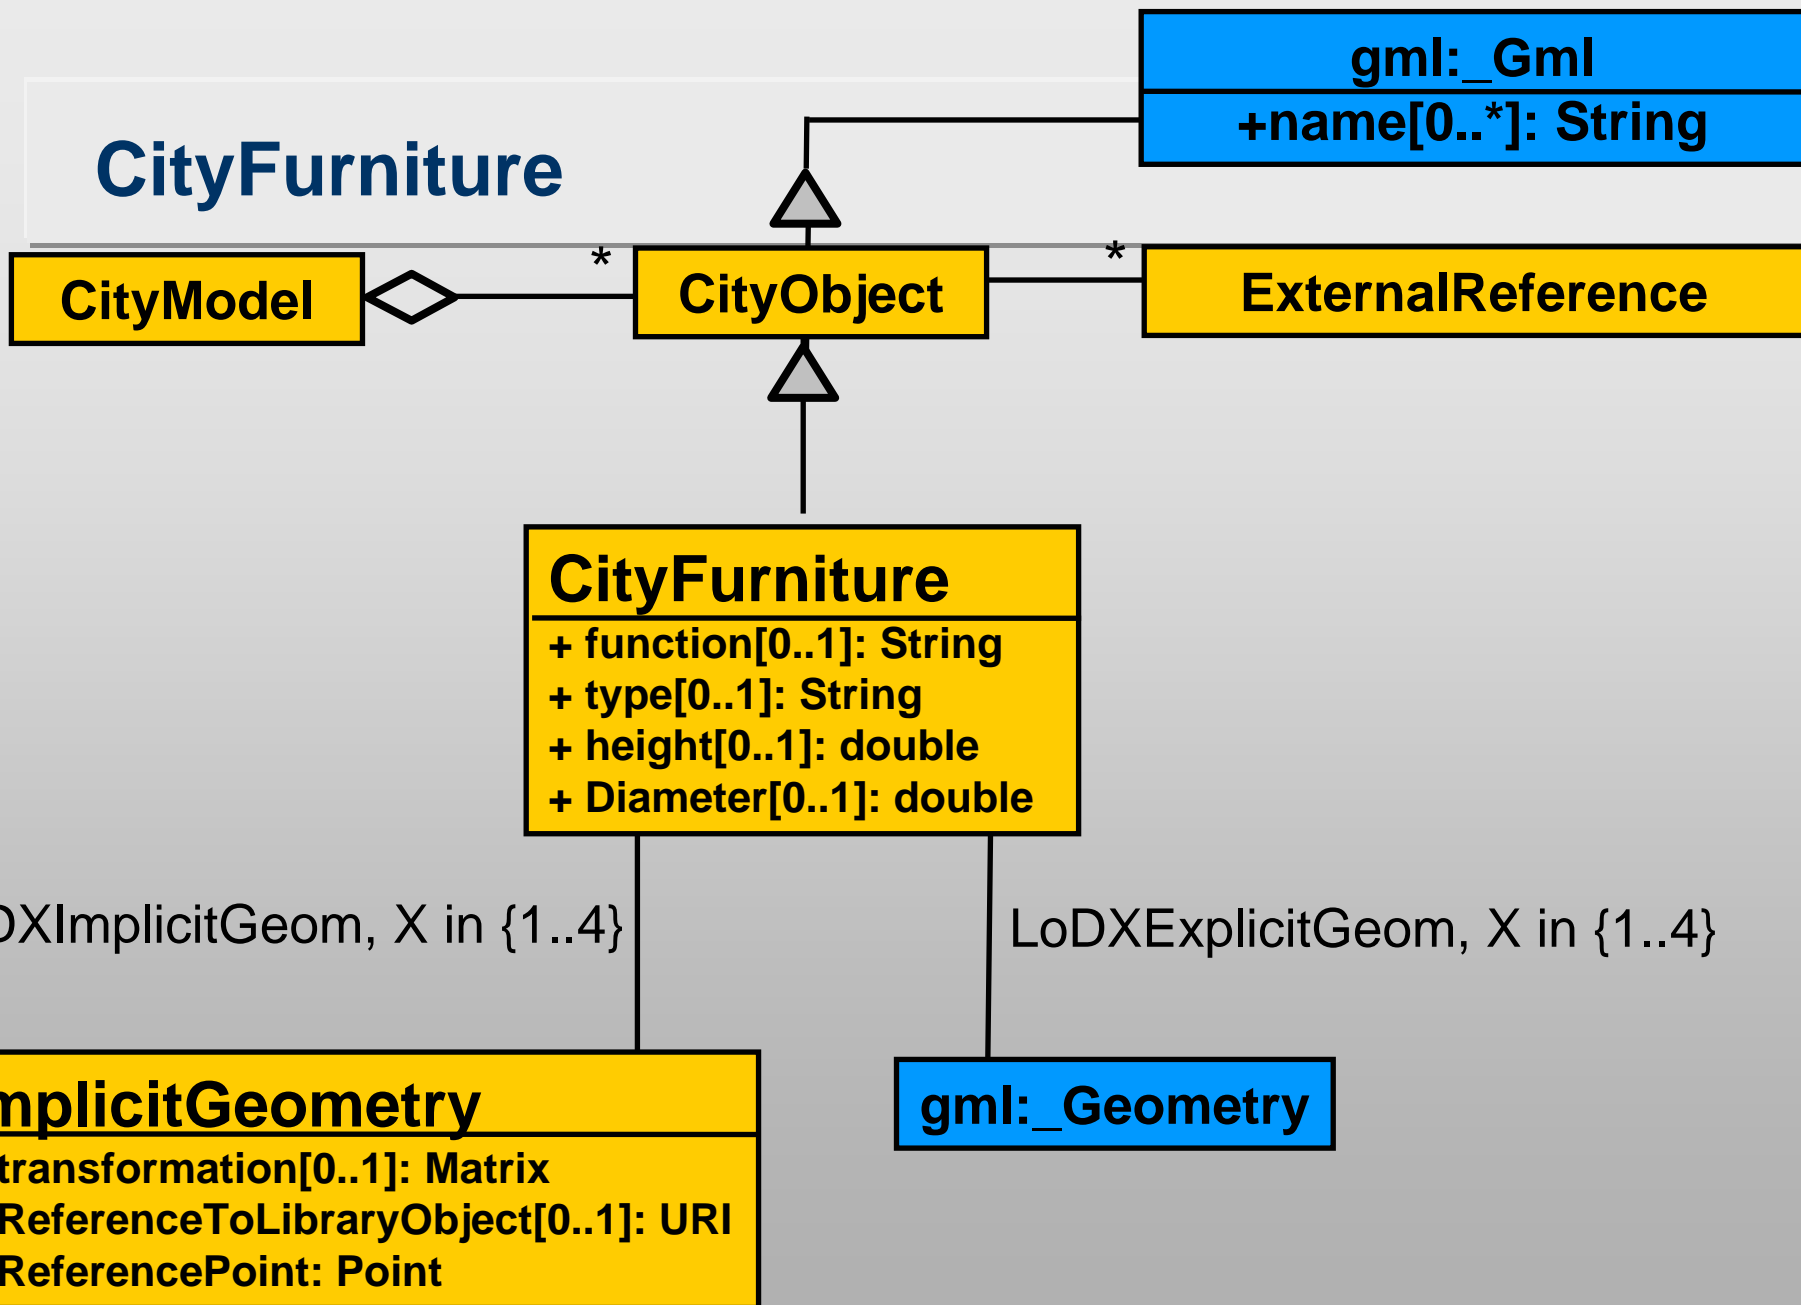 gml:_Gml
+name[0..*]: String
CityFurniture
*
*
CityModel
CityObject
ExternalReference
CityFurniture
+ function[0..1]: String
+ type[0..1]: String
+ height[0..1]: double
+ Diameter[0..1]: double
DXImplicitGeom, X in {1..4}
LoDXExplicitGeom, X in {1..4}
mplicitGeometry
gml:_Geometry
transformation[0..1]: Matrix
ReferenceToLibraryObject[0..1]: URI
ReferencePoint: Point